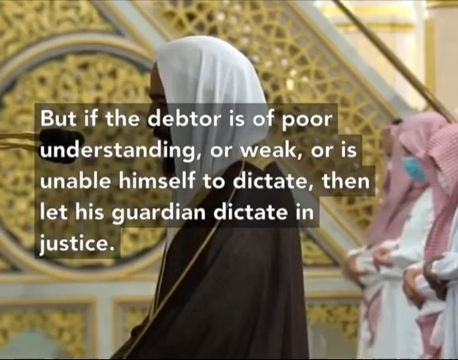 But if the debtor is of poor
understanding, or weak, or is
unable himself to dictate, then
let his guardian dictate in
justice.